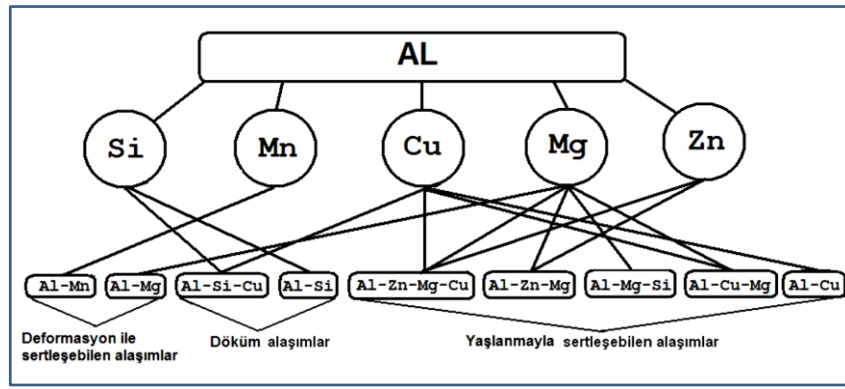 AL
Si
Mn
Cu
Mg
Zn
Al-Mn
Al-Mg
Al-Si-Cu
Al-Si
Al-Zn-Mg-Cu
Al-Zn-Mg
Al-Mg-Si
Al-Cu-Mg
Al-Cu
Deformasyon ile
sertleşebilen alaşımlar
Döküm alaşımlar
Yaşlanmayla sertleşebilen alaşımlar